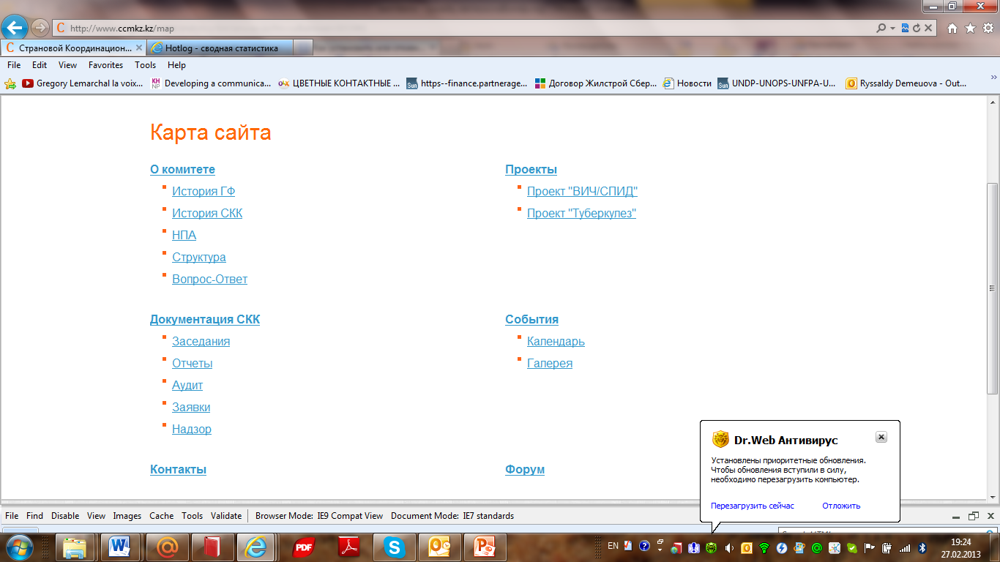 http://www.ccmkz.kz/map
Страновой Координацион...
Hotlog - сводная статистика
File Edit View Favorites Tools Help
Gregory Lemarchal la voix... Developing a communica... ЦВЕТНЫЕ КОНТАКТНЫЕ ... https--finance.partnerage... Договор Жилстрой Сбер... Новости UNDP-UNOPS-UNFPA-U... Ryssaldy Demeuova - Out...
Карта сайта
О комитете
История ГФ
История СКК
НПА
Структура
Вопрос-Ответ
Проекты
Проект "ВИЧ/СПИД"
Проект "Туберкулез"
Документация СКК
Заседания
Отчеты
Аудит
Заявки
Надзор
События
Календарь
Галерея
Контакты
Форум
Dr.Web Антивирус
Установлены приоритетные обновления.
Чтобы обновления вступили в силу,
необходимо перезагрузить компьютер.
Перезагрузить сейчас Отложить
File Find Disable View Images Cache Tools Validate Browser Mode: IE9 Compat View Document Mode: IE7 standards
EN
19:24
27.02.2013